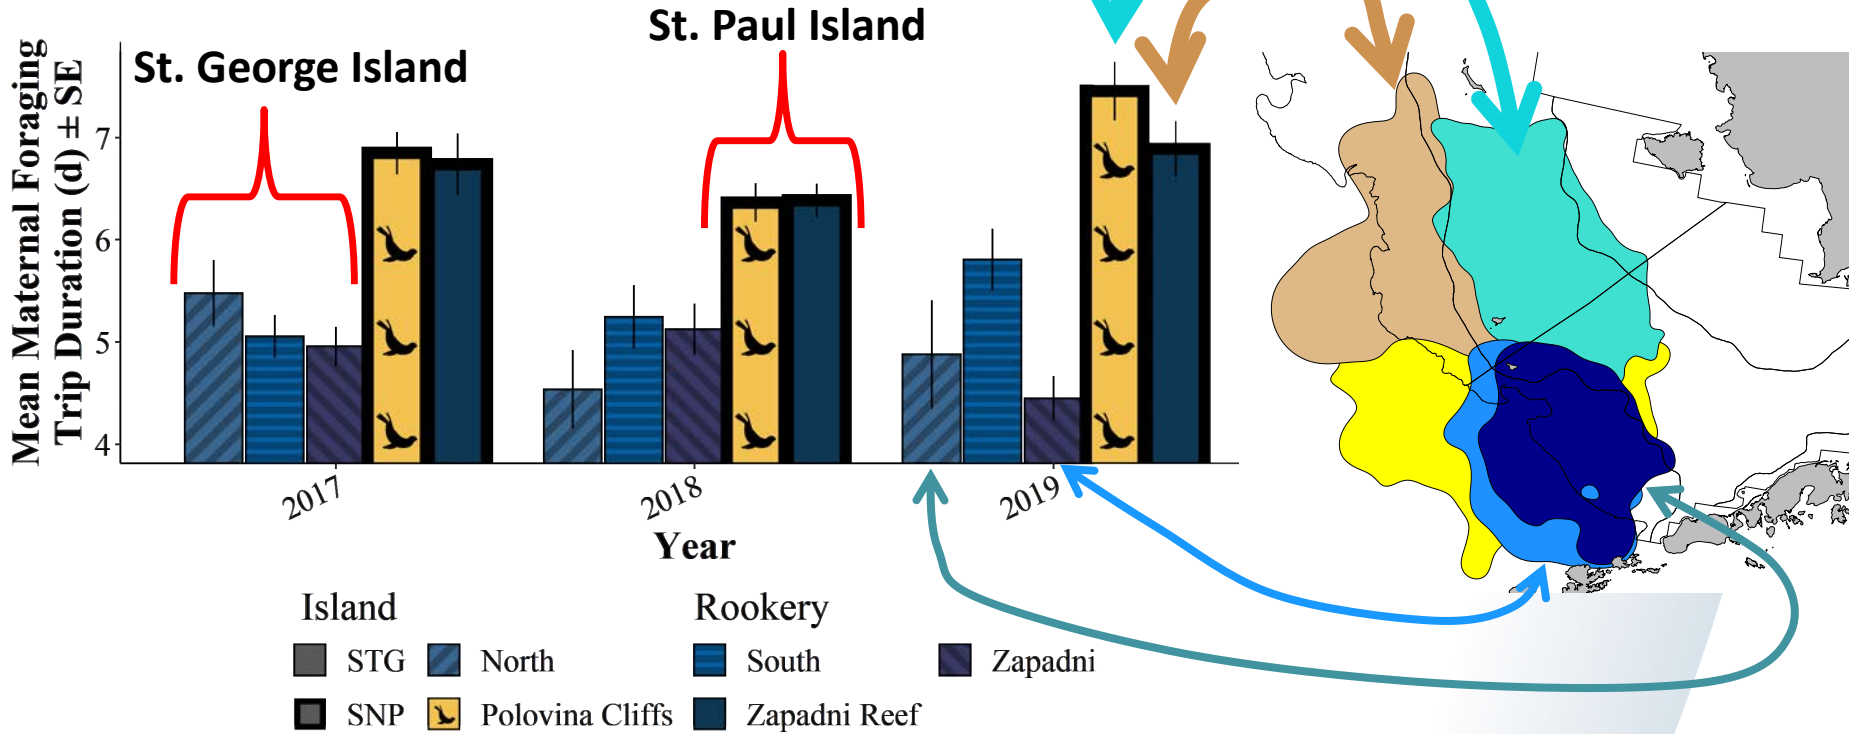 St. George Island
St. Paul Island
Mean Maternal Foraging
Trip Duration (d) ± SE
7
6
5
4
2017
2018
2019
Year
Island
Rookery
STG
North
South
Zapadni
SNP
Polovina Cliffs
Zapadni Reef